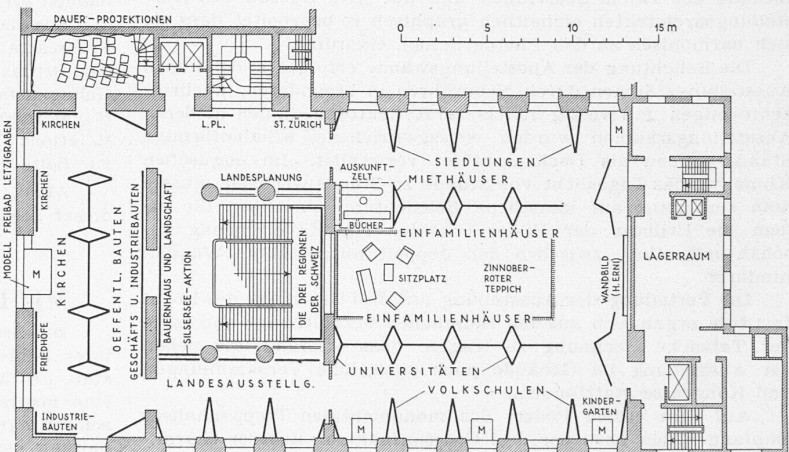 DAUER–PROJEKTIONEN
0 5 10 15 m
MODELL FREIBAD LETZIGRABEN
KIRCHEN
L.PL.
ST. ZÜRICH
M
SIEDLUNGEN
MIETHÄUSER
AUSKUNFT-
ZELT
BÜCHER
LANDESPLANUNG
KIRCHEN
KIRCHEN
M
OEFFENTL. BAUTEN
GESCHÄFTS U. INDUSTRIEBAUTEN
BAUERNHAUS UND LANDSCHAFT
SILSERSEE-AKTION
DIE DREI REGIONEN
DER SCHWEIZ
EINFAMILIENHÄUSER
SITZPLATZ
ZINNOBER-
ROTER
TEPPICH
WANDBILD
(H. ERNI)
LAGERRAUM
EINFAMILIENHÄUSER
FRIEDHÖFE
UNIVERSITÄTEN
LANDESAUSSTELLG.
VOLKSCHULEN
KINDER-
GARTEN
INDUSTRIE-
BAUTEN
M
M
M